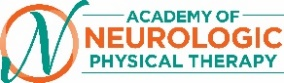 N
ACADEMY OF
NEUROLOGIC
PHYSICAL THERAPY